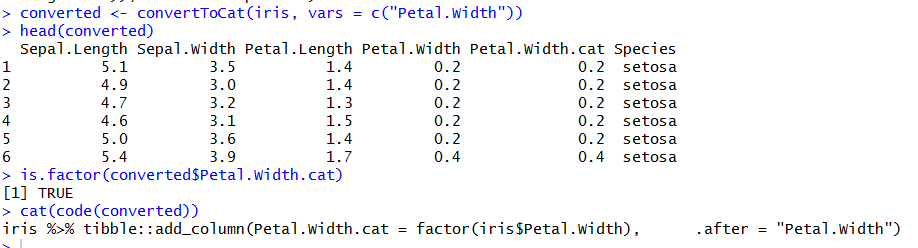 > converted <- convertToCat(iris, vars = c("Petal.Width"))
> head(converted)
  Sepal.Length Sepal.Width Petal.Length Petal.Width Petal.Width.cat Species
1          5.1         3.5          1.4         0.2             0.2  setosa
2          4.9         3.0          1.4         0.2             0.2  setosa
3          4.7         3.2          1.3         0.2             0.2  setosa
4          4.6         3.1          1.5         0.2             0.2  setosa
5          5.0         3.6          1.4         0.2             0.2  setosa
6          5.4         3.9          1.7         0.4             0.4  setosa
> is.factor(converted$Petal.Width.cat)
[1] TRUE
> cat(code(converted))
iris %>% tibble::add_column(Petal.Width.cat = factor(iris$Petal.Width),      .after = "Petal.Width")
>